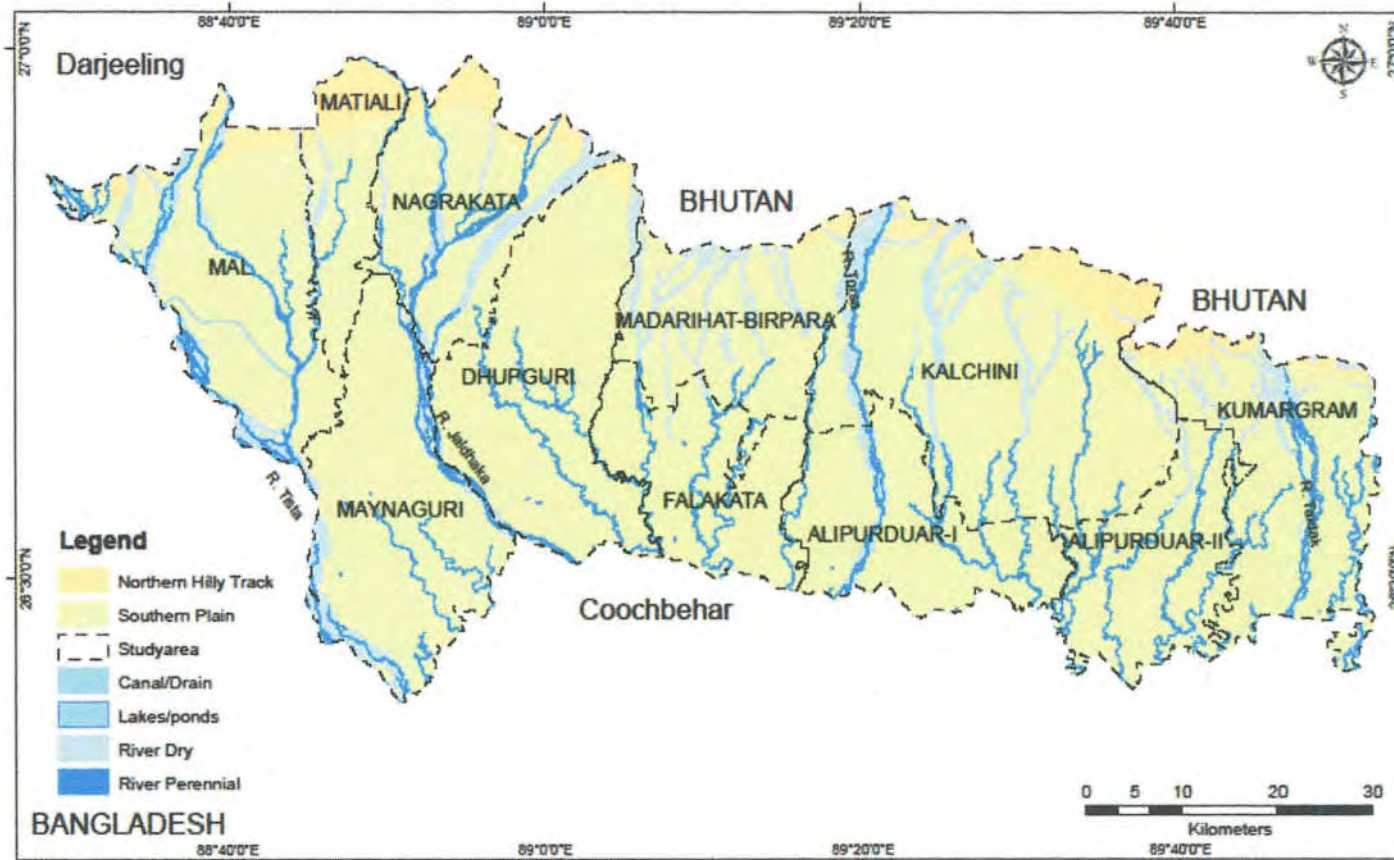 88°40'0"E
89°0'0"E
89°20'0"E
89°40'0"E
27°0'0"N
27°0'0"N
N
W E
S
Darjeeling
MATIALI
NAGRAKATA
BHUTAN
MAL
R. Torsa
BHUTAN
MADARIHAT-BIRPARA
DHUPGURI
KALCHINI
KUMARGRAM
R. Jaldhaka
R. Tista
MAYNAGURI
FALAKATA
ALIPURDUAR-I
ALIPURDUAR-II
26°30'0"N
Coochbehar
Legend
Northern Hilly Track
Southern Plain
Studyarea
Canal/Drain
Lakes/ponds
River Dry
River Perennial
BANGLADESH
0 5 10 20 30
Kilometers
88°40'0"E
89°0'0"E
89°20'0"E
89°40'0"E